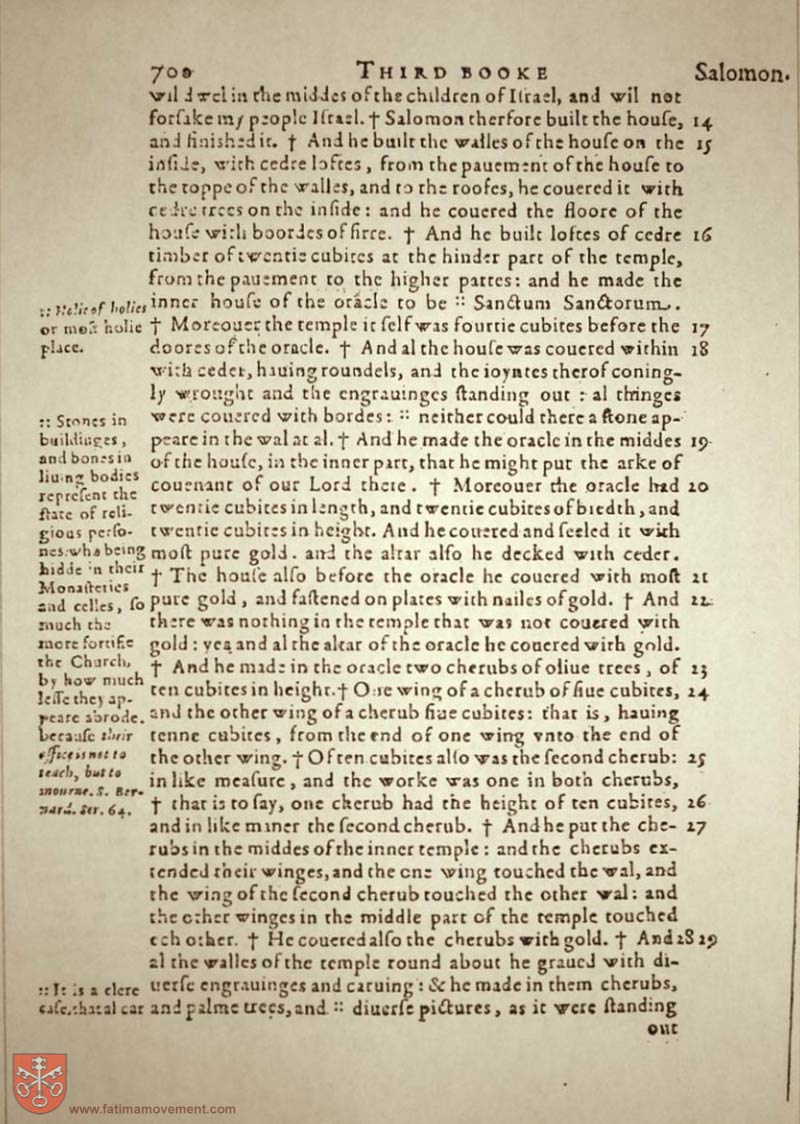 700 THIRD BOOKE Salomon.
wil dwel in the middes of the children of Iſrael, and wil not
forſake my people Iſrael. † Salomon therfore built the houſe, 14
and finiſhed it. † And he built the walles of the houſe on the 15
inſide, with cedre loftes, from the pauement of the houſe to
the toppe of the walles, and to the roofes, he couered it with
cedre trees on the inſide: and he couered the floore of the
houſe with boordes of firre. † And he built loftes of cedre 16
timber of twentie cubites at the hinder part of the temple,
from the pauement to the higher partes: and he made the
inner houſe of the oracle to be :: Sanctum Sanctorum.
† Moreouer the temple it ſelf was fourtie cubites before the 17
doores of the oracle. † And al the houſe was couered within 18
with ceder, hauing roundels, and the ioyntes therof coning-
ly wrought and the engrauinges ſtanding out : al thinges
were couered with bordes: :: neither could there a ſtone ap-
peare in the wal at al. † And he made the oracle in the middes 19
of the houſe, in the inner part, that he might put the arke of
couenant of our Lord there. † Moreouer the oracle had 20
twentie cubites in length, and twentie cubites of bredth, and
twentie cubites in height. And he couered and ſeeled it with
moſt pure gold. and the altar alſo he decked with ceder.
† The houſe alſo before the oracle he couered with moſt 21
pure gold, and faſtened on plates with nailes of gold. † And 22
there was nothing in the temple that was not couered with
gold: yea and al the altar of the oracle he couered with gold.
† And he made in the oracle two cherubs of oliue trees, of 23
ten cubites in height. † One wing of a cherub of fiue cubites, 24
and the other wing of a cherub fiue cubites: that is, hauing
tenne cubites, from the end of one wing vnto the end of
the other wing. † Of ten cubites alſo was the ſecond cherub: 25
in like meaſure, and the worke was one in both cherubs,
† that is to ſay, one cherub had the height of ten cubites, 26
and in like maner the ſecond cherub. † And he put the che- 27
rubs in the middes of the inner temple: and the cherubs ex-
tended their winges, and the one wing touched the wal, and
the wing of the ſecond cherub touched the other wal: and
the other winges in the middle part of the temple touched
ech other. † He couered alſo the cherubs with gold. † And 28 29
al the walles of the temple round about he graued with di-
uerſe engrauinges and caruing: & he made in them cherubs,
and palme trees, and :: diuerſe pictures, as it were ſtanding
out
:: Holie of holies
or moſt holie
place.
:: Stones in
buildinges,
and bones in
liuing bodies
repreſent the
ſtate of reli-
gious perſo-
nes: who being
hidde in their
Monaſteries
and celles, ſo
much the
more fortifie
the Church,
by how much
leſſe they ap-
peare abrode.
becauſe their
office is not to
teach, but to
mourne. S. Ber-
nard. Ser. 64.
:: It is a clere
caſe, that al car
www.fatimamovement.com